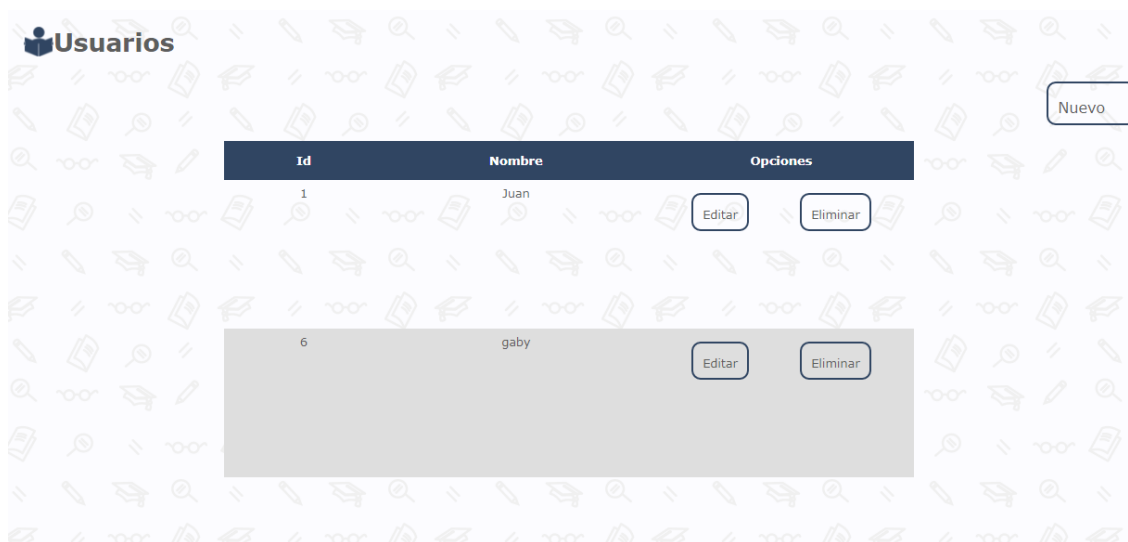 Usuarios
Nuevo
Id Nombre Opciones
1 Juan Editar Eliminar
6 gaby Editar Eliminar